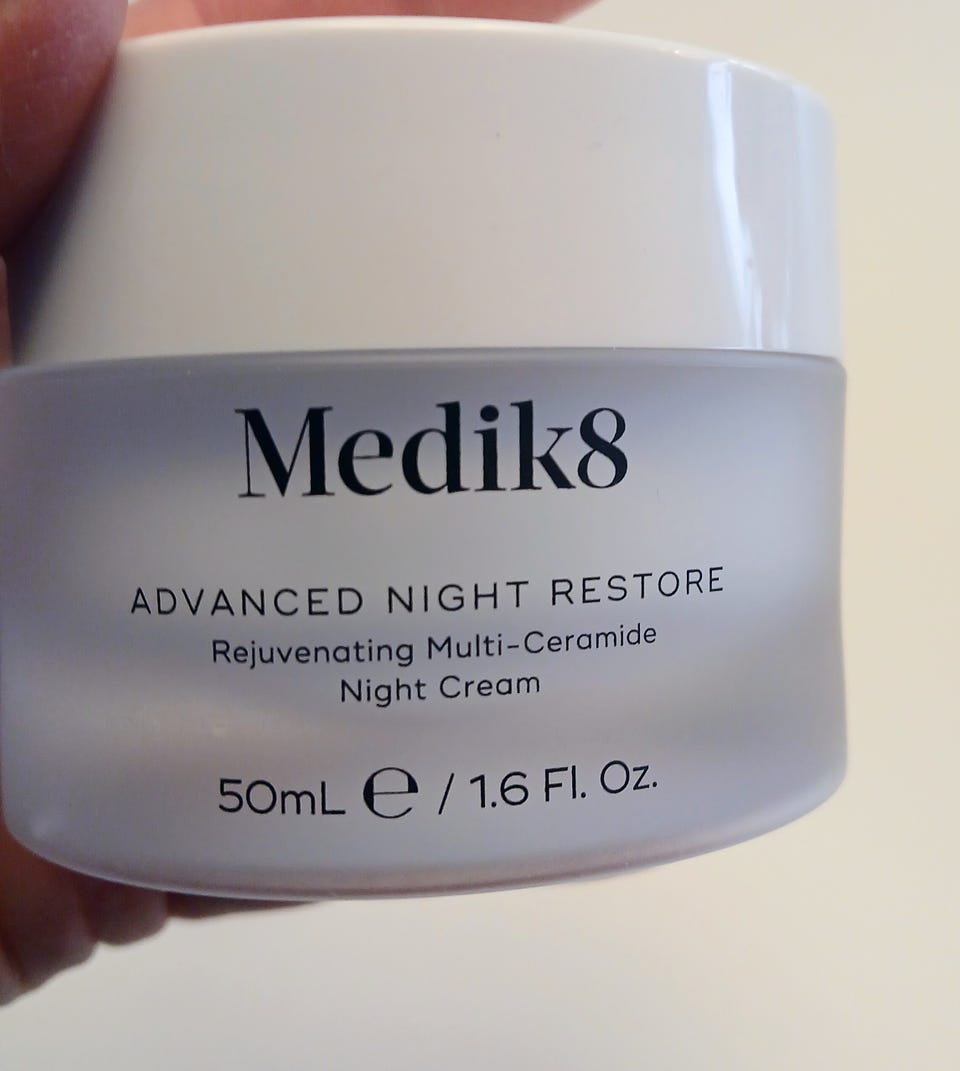 Medik8
ADVANCED NIGHT RESTORE
Rejuvenating Multi-Ceramide
Night Cream
50mL ℮ / 1.6 Fl. Oz.